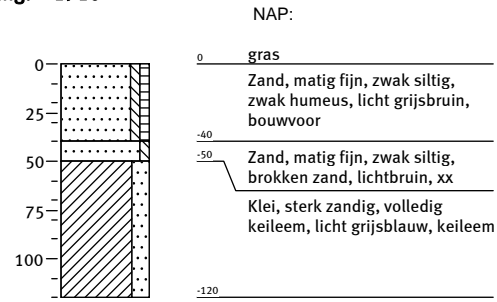 NAP:
0
0 gras
Zand, matig fijn, zwak siltig,
zwak humeus, licht grijsbruin,
bouwvoor
25
-40
50
-50 Zand, matig fijn, zwak siltig,
brokken zand, lichtbruin, xx
Klei, sterk zandig, volledig
keileem, licht grijsblauw, keileem
75
100
-120